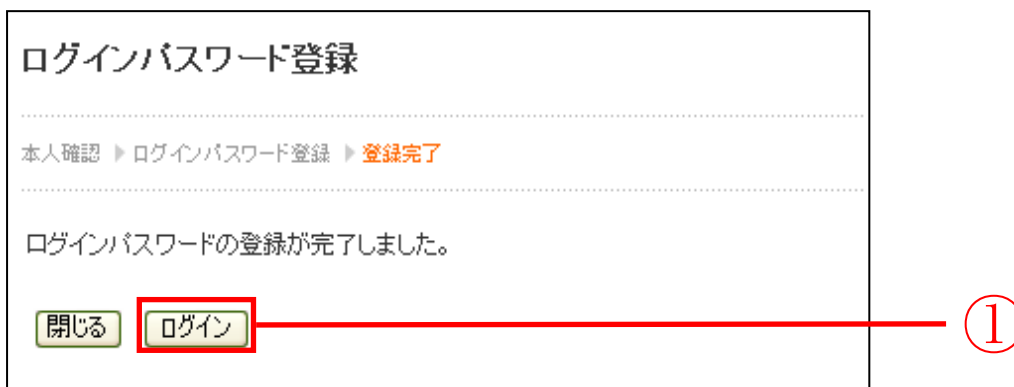 ログインパスワード登録
本人確認 ▶ ログインパスワード登録 ▶ 登録完了
ログインパスワードの登録が完了しました。
閉じる ログイン ①